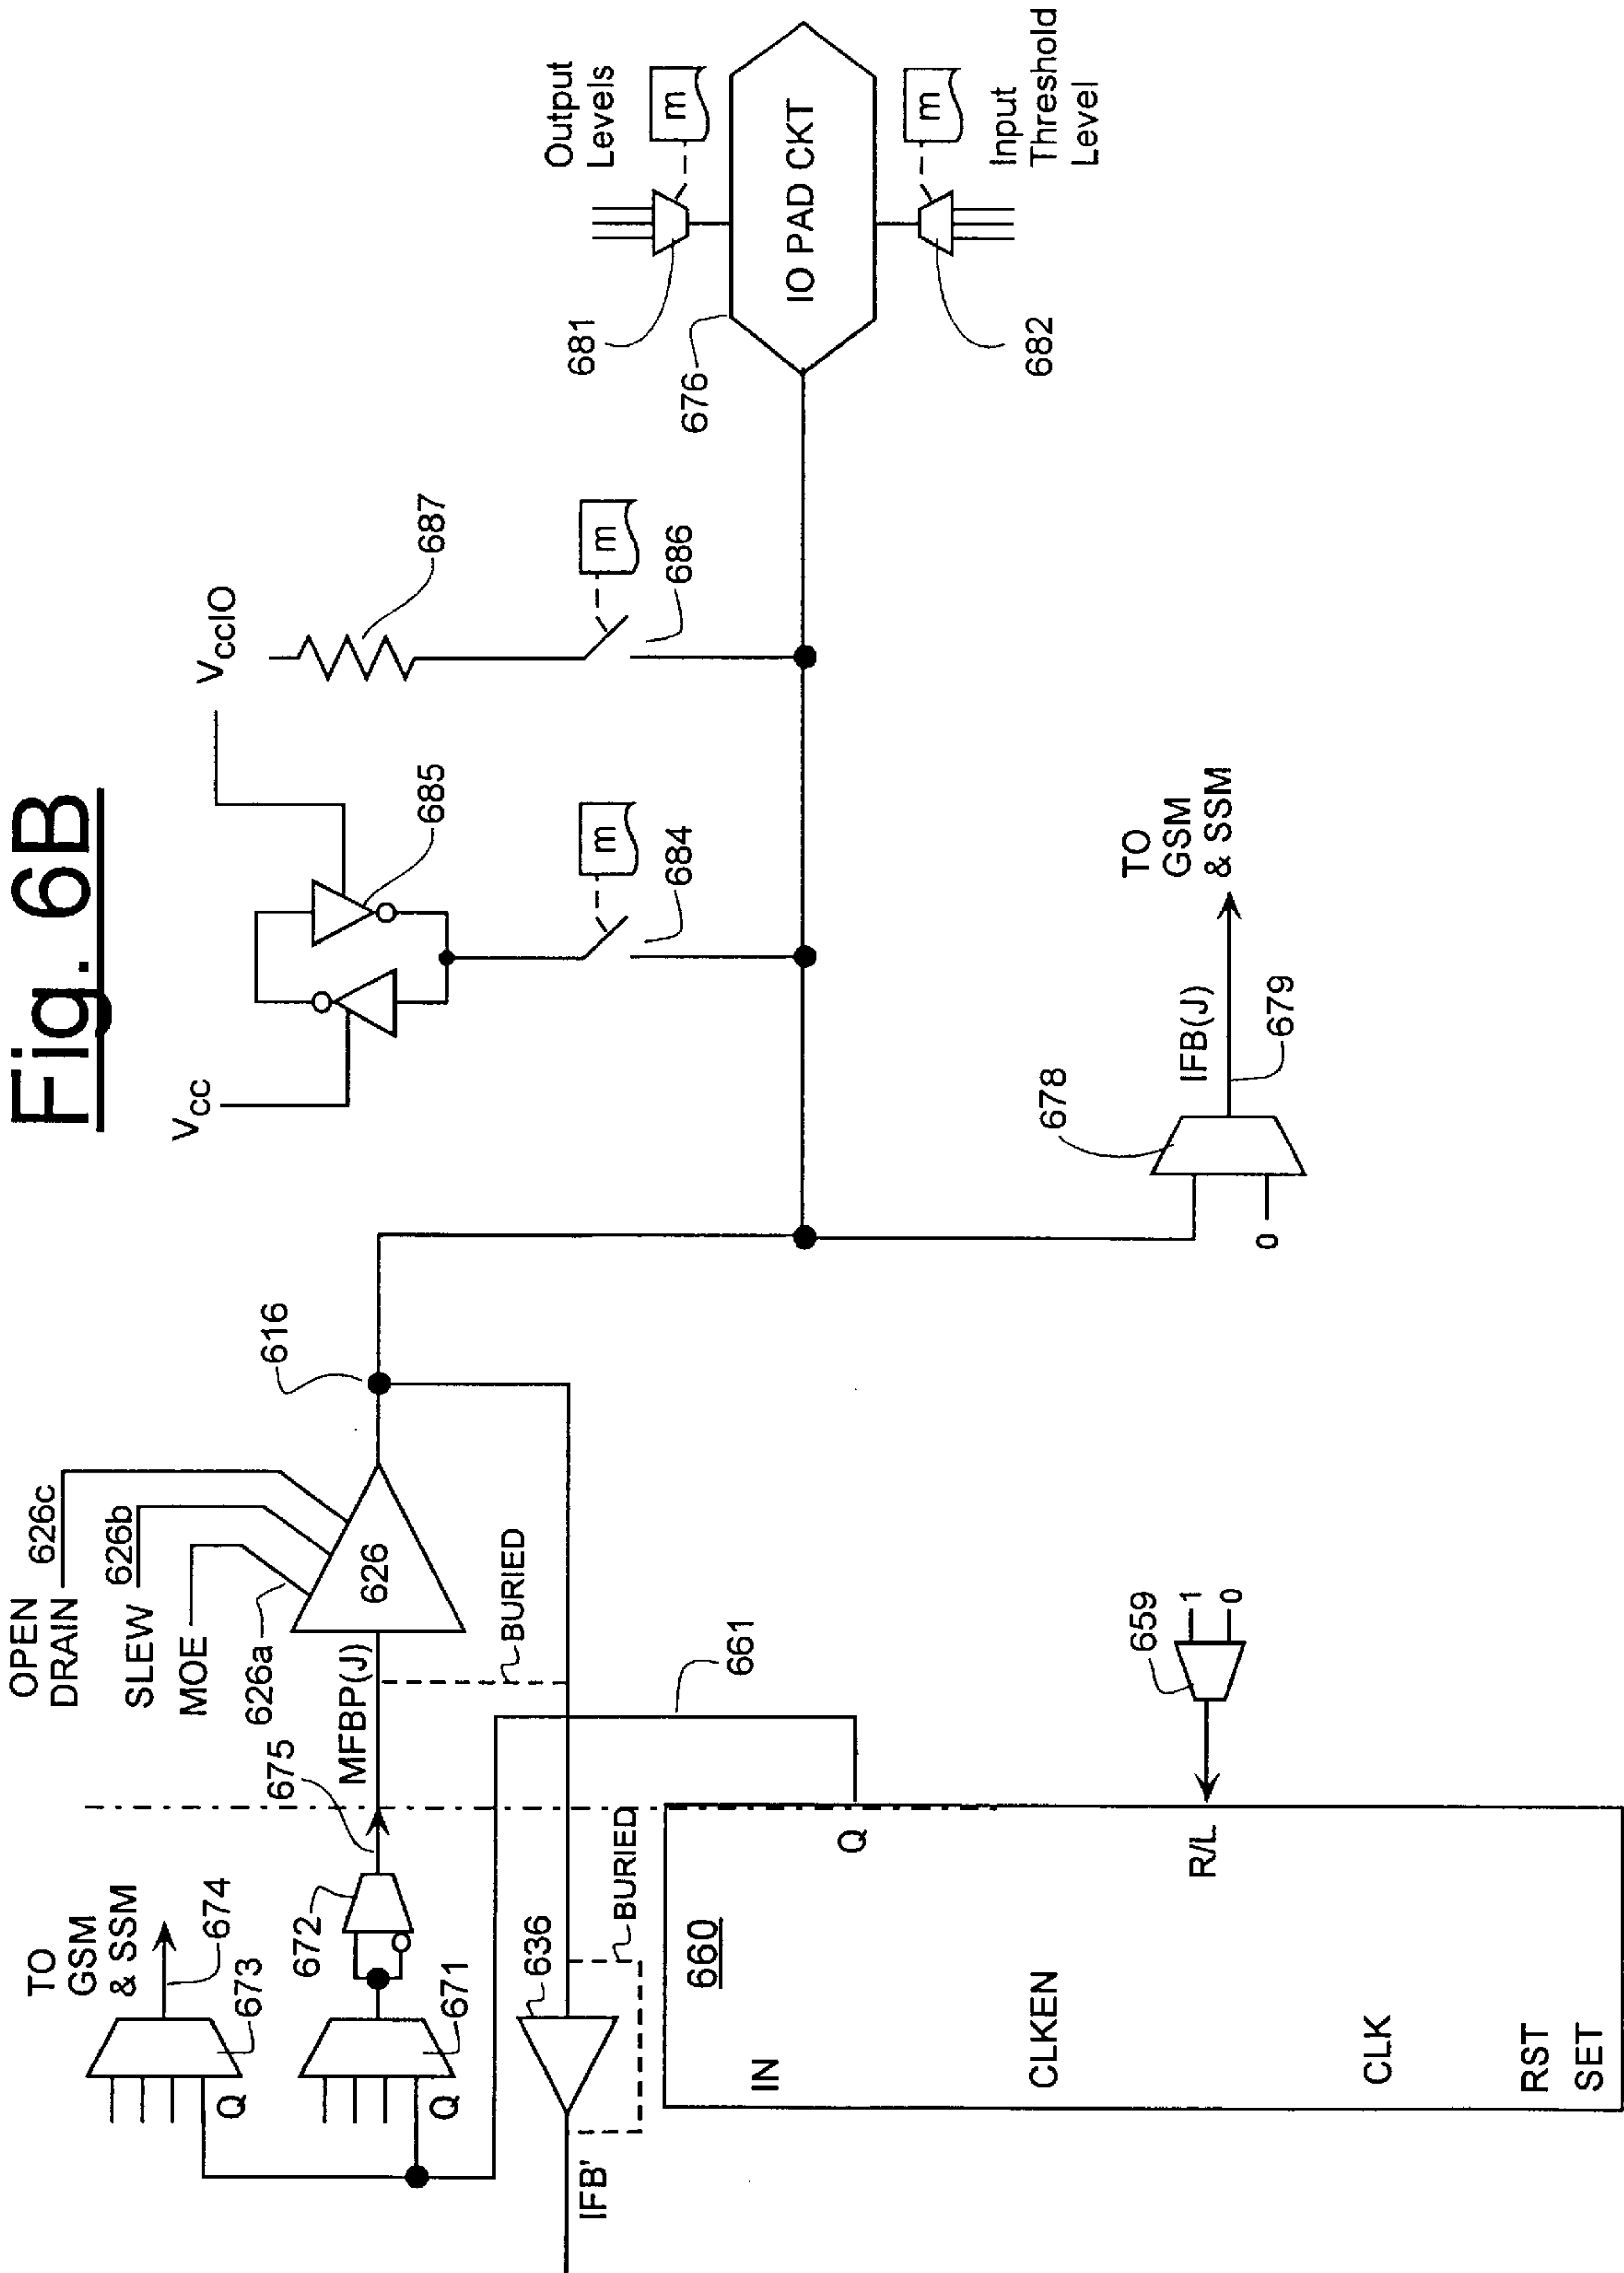 Fig. 6B
TO
GSM
& SSM
674
673
Q
672
671
Q
675
MFBP(J)
OPEN
DRAIN
626c
SLEW
626b
MOE
626a
626
616
BURIED
636
BURIED
IFB'
661
660
IN
Q
CLKEN
R/L
CLK
RST
SET
659
1
0
VCC
VccIO
685
687
m
684
m
686
678
0
IFB(J)
679
TO
GSM
& SSM
676
IO PAD CKT
681
Output
Levels
m
682
m
Input
Threshold
Level